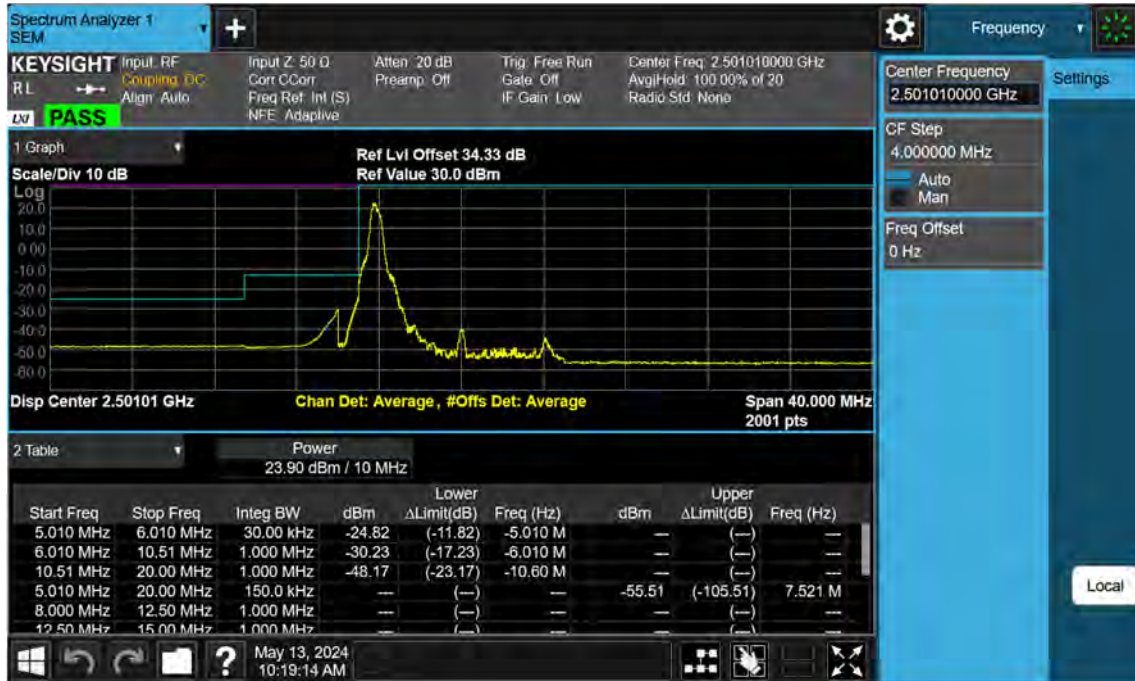 Spectrum Analyzer 1
SEM
+
Frequency
KEYSIGHT
RL
LXI
PASS
Input: RF
Coupling: DC
Align: Auto
Input Z: 50 Ω
Corr CCorr
Freq Ref: Int (S)
NFE: Adaptive
Atten: 20 dB
Preamp: Off
Trig: Free Run
Gate: Off
IF Gain: Low
Center Freq: 2.501010000 GHz
Avg|Hold: 100.00% of 20
Radio Std: None
Center Frequency
2.501010000 GHz
Settings
CF Step
4.000000 MHz
Auto
Man
Freq Offset
0 Hz
Local
1 Graph
Scale/Div 10 dB
Ref Lvl Offset 34.33 dB
Ref Value 30.0 dBm
Log
20.0
10.0
0.00
-10.0
-20.0
-30.0
-40.0
-50.0
-60.0
Disp Center 2.50101 GHz
Chan Det: Average, #Offs Det: Average
Span 40.000 MHz
2001 pts
2 Table
Power
23.90 dBm / 10 MHz
Lower Upper
Start Freq Stop Freq Integ BW dBm ΔLimit(dB) Freq (Hz) dBm ΔLimit(dB) Freq (Hz)
5.010 MHz 6.010 MHz 30.00 kHz -24.82 (-11.82) -5.010 M --- (---) ---
6.010 MHz 10.51 MHz 1.000 MHz -30.23 (-17.23) -6.010 M --- (---) ---
10.51 MHz 20.00 MHz 1.000 MHz -48.17 (-23.17) -10.60 M --- (---) ---
5.010 MHz 20.00 MHz 150.0 kHz --- (---) --- -55.51 (-105.51) 7.521 M
8.000 MHz 12.50 MHz 1.000 MHz --- (---) --- --- (---) ---
12.50 MHz 15.00 MHz 1.000 MHz --- (---) --- --- (---) ---
?
May 13, 2024
10:19:14 AM